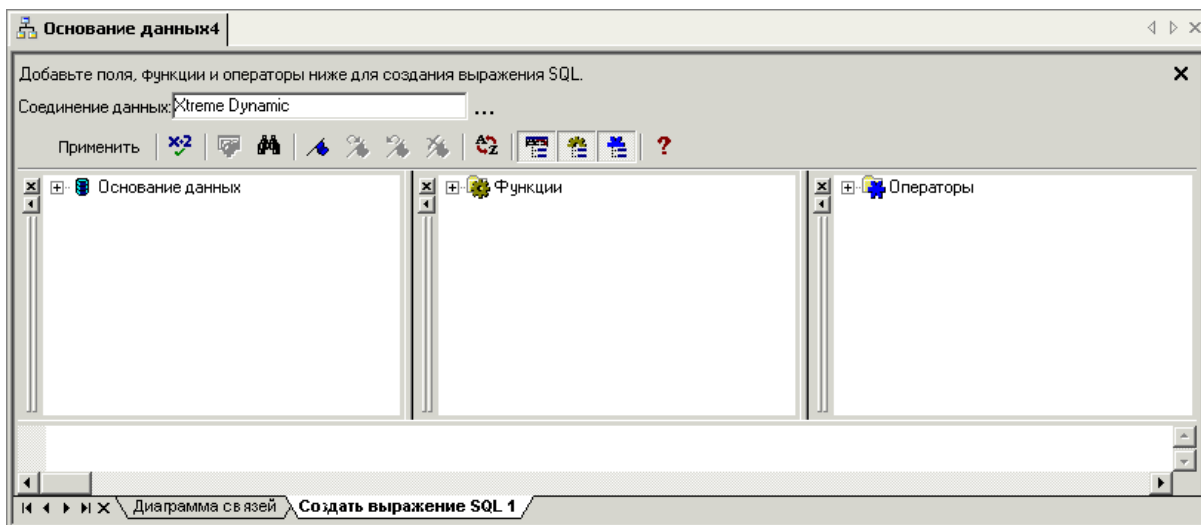 Основание данных4
Добавьте поля, функции и операторы ниже для создания выражения SQL.
Соединение данных: Xtreme Dynamic ...
Применить
Основание данных
Функции
Операторы
Диаграмма связей Создать выражение SQL 1